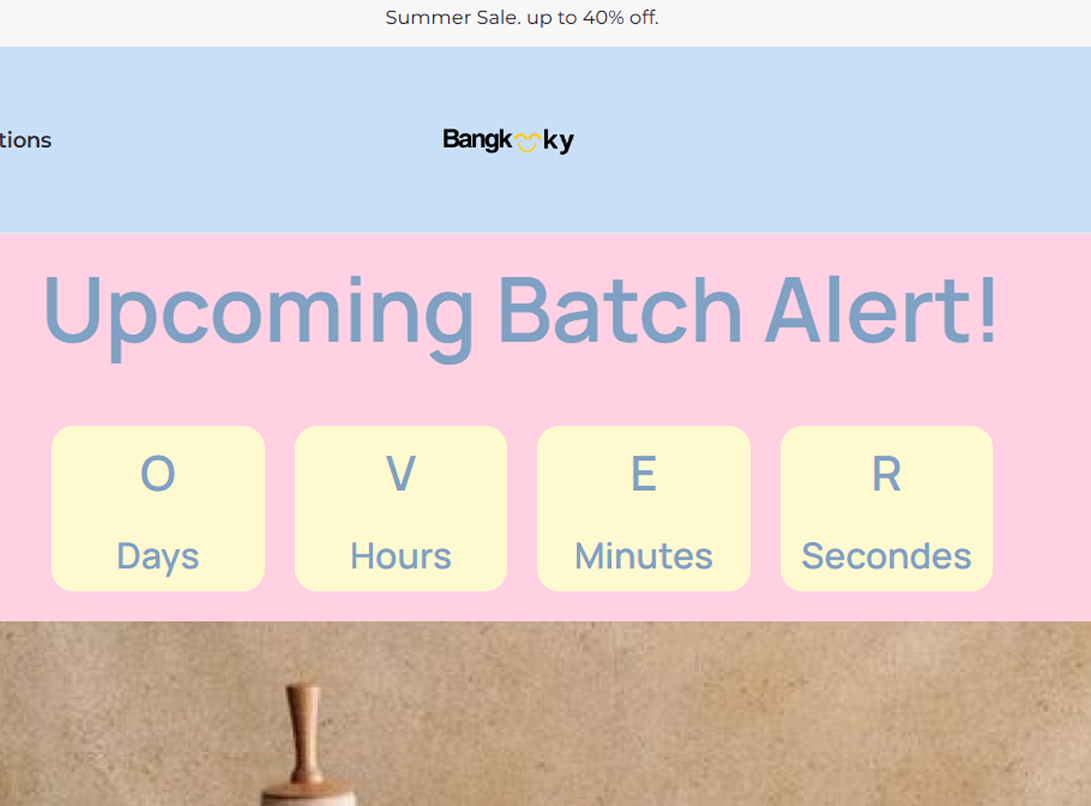 Summer Sale. up to 40% off.
tions
Bangkooky
Upcoming Batch Alert!
O V E R
Days Hours Minutes Secondes